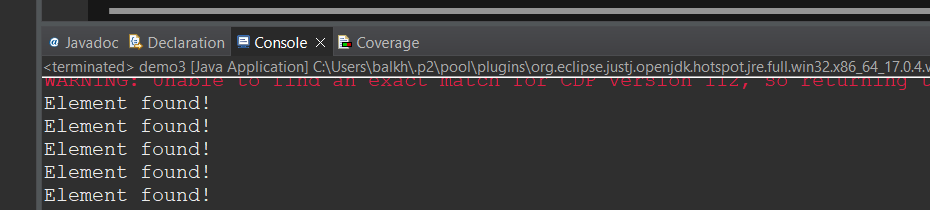 Javadoc Declaration Console Coverage
<terminated> demo3 [Java Application] C:\Users\balkh\.p2\pool\plugins\org.eclipse.justj.openjdk.hotspot.jre.full.win32.x86_64_17.0.4.v
WARNING: Unable to find an exact match for CDP version 112, so returning t
Element found!
Element found!
Element found!
Element found!
Element found!